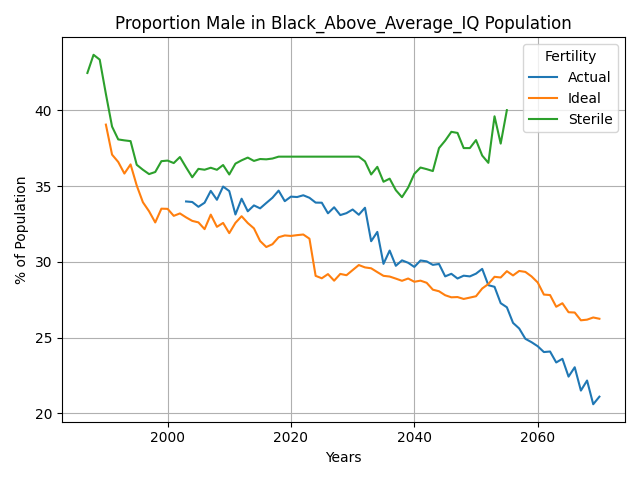 Proportion Male in Black_Above_Average_IQ Population
Fertility
Actual
Ideal
Sterile
% of Population
40
35
30
25
20
2000
2020
2040
2060
Years